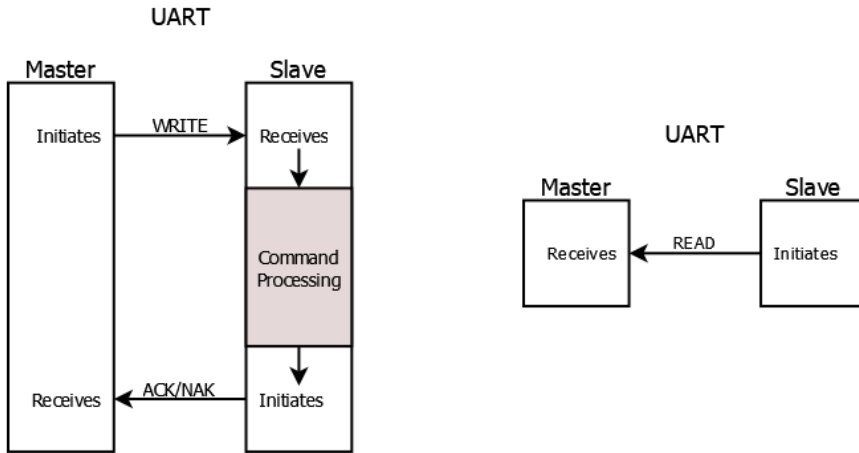 UART
Master
Slave
Initiates
WRITE
Receives
Command
Processing
Receives
ACK/NAK
Initiates
UART
Master
Slave
Receives
READ
Initiates